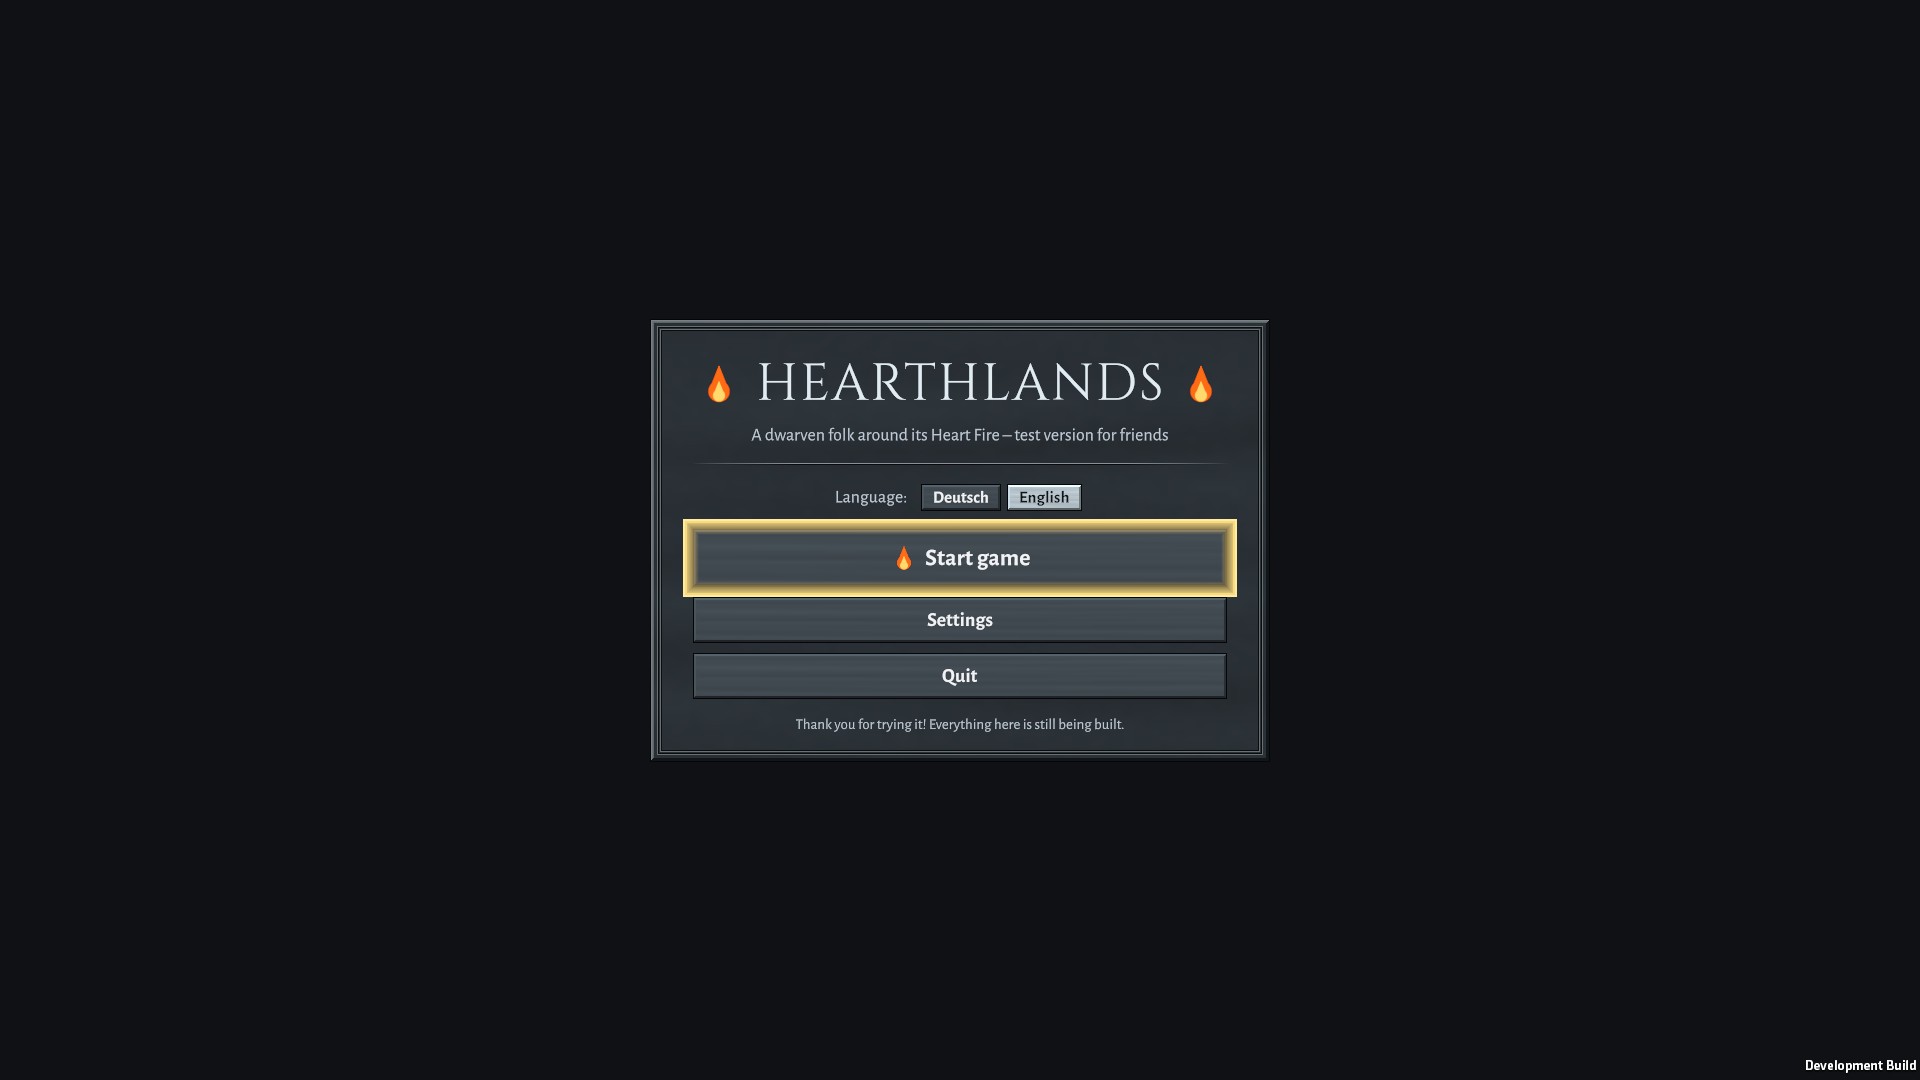 HEARTHLANDS
A dwarven folk around its Heart Fire – test version for friends
Language: Deutsch English
Start game
Settings
Quit
Thank you for trying it! Everything here is still being built.
Development Build